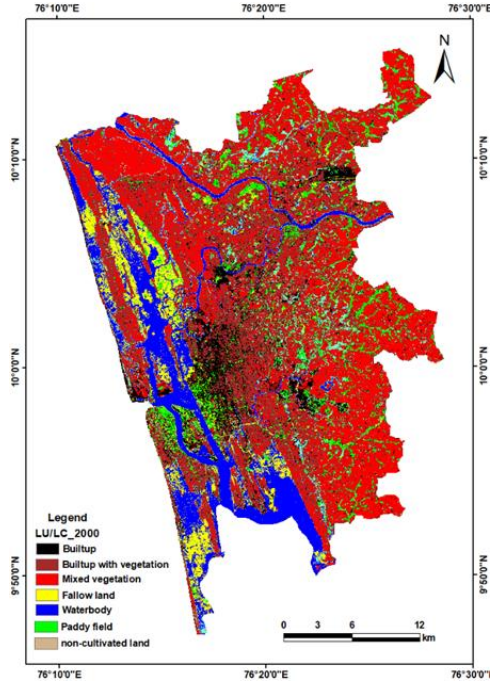 76°10'0"E 76°20'0"E 76°30'0"E
N
10°10'0"N 10°10'0"N
10°0'0"N 10°0'0"N
9°50'0"N 9°50'0"N
Legend
LU/LC_2000
Builtup
Builtup with vegetation
Mixed vegetation
Fallow land
Waterbody
Paddy field
non-cultivated land
0 3 6 12
km
76°10'0"E 76°20'0"E 76°30'0"E